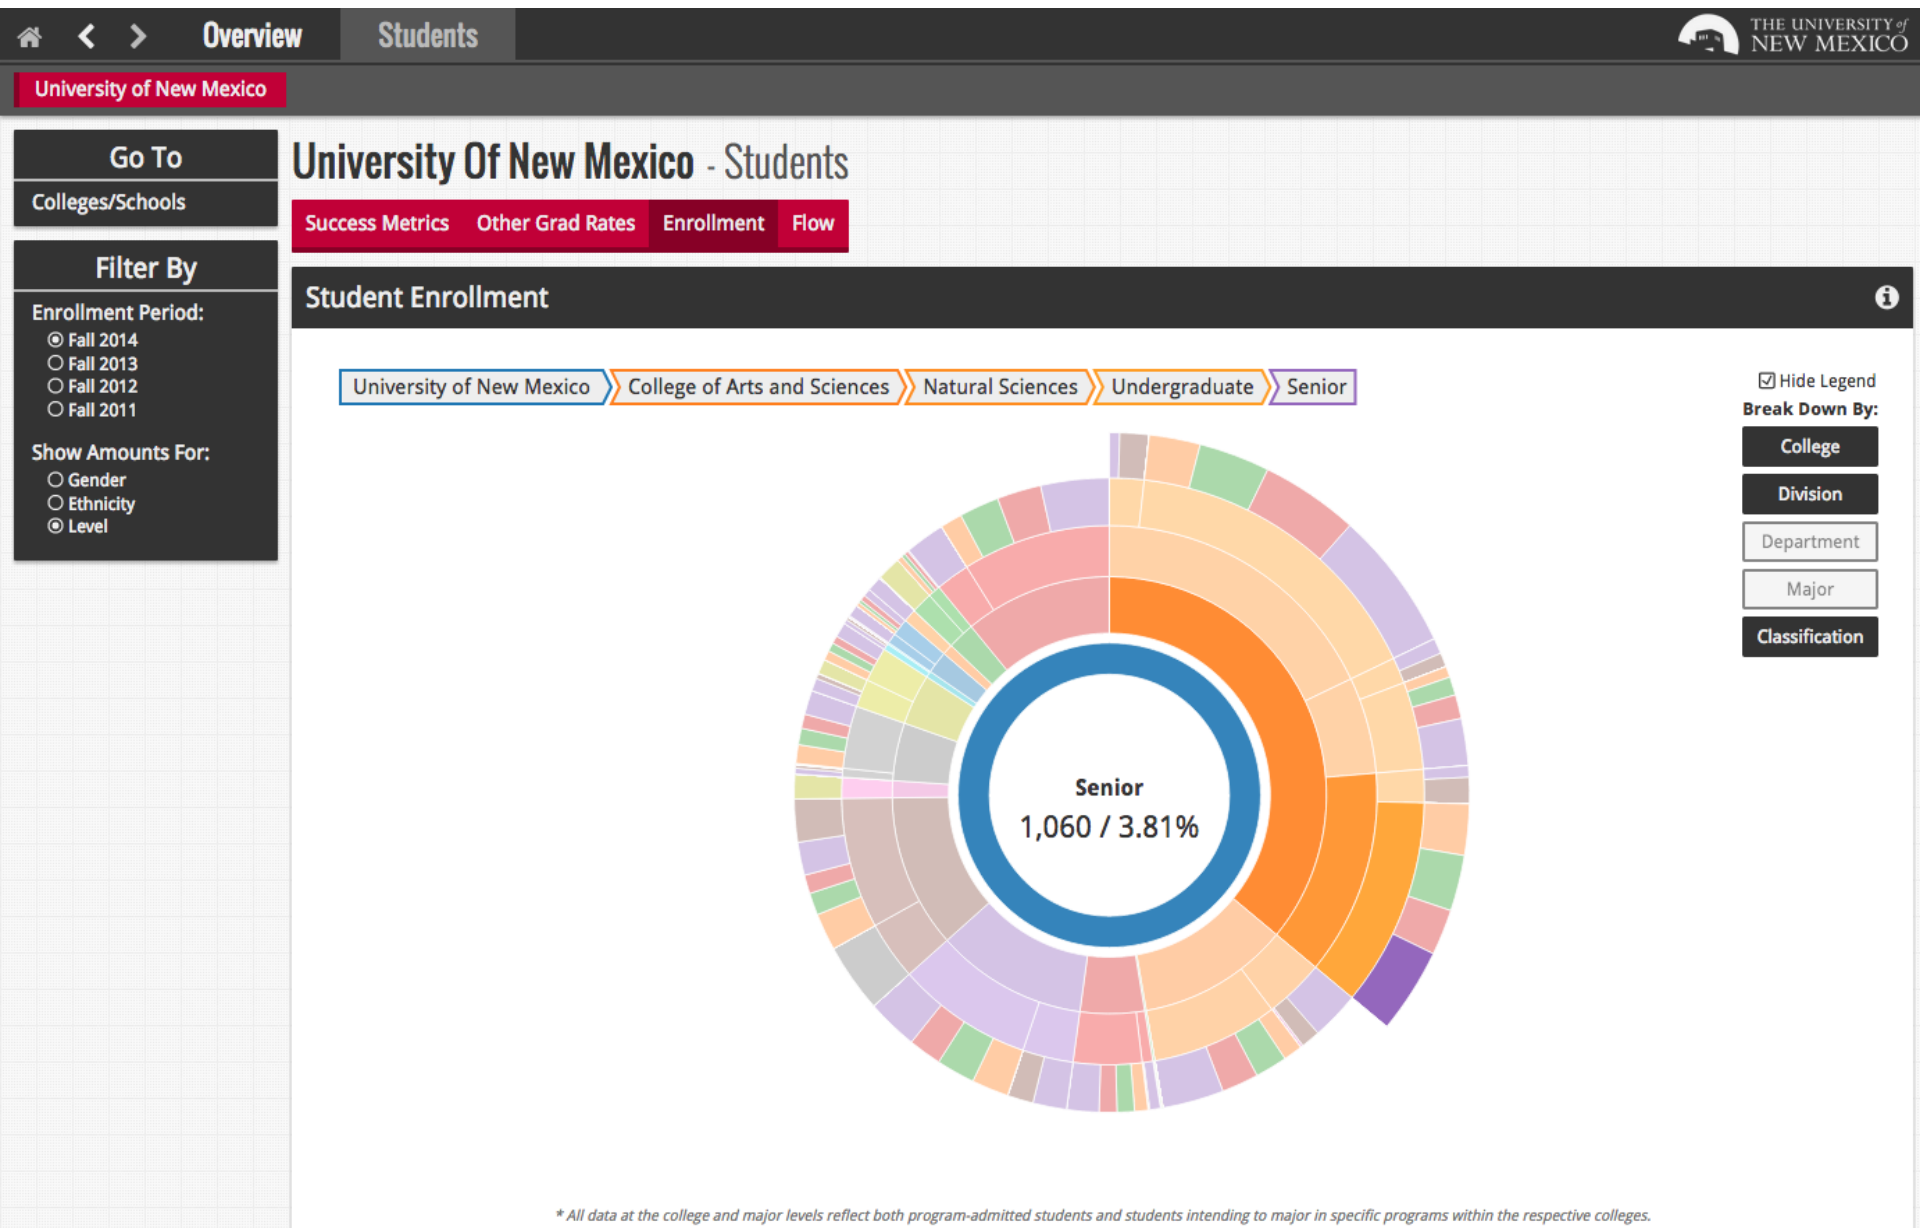 Overview
Students
THE UNIVERSITY of
NEW MEXICO
University of New Mexico
Go To
Colleges/Schools
Filter By
Enrollment Period:
Fall 2014
Fall 2013
Fall 2012
Fall 2011
Show Amounts For:
Gender
Ethnicity
Level
University Of New Mexico - Students
Success Metrics Other Grad Rates Enrollment Flow
Student Enrollment
University of New Mexico College of Arts and Sciences Natural Sciences Undergraduate Senior
Hide Legend
Break Down By:
College
Division
Department
Major
Classification
Senior
1,060 / 3.81%
* All data at the college and major levels reflect both program-admitted students and students intending to major in specific programs within the respective colleges.